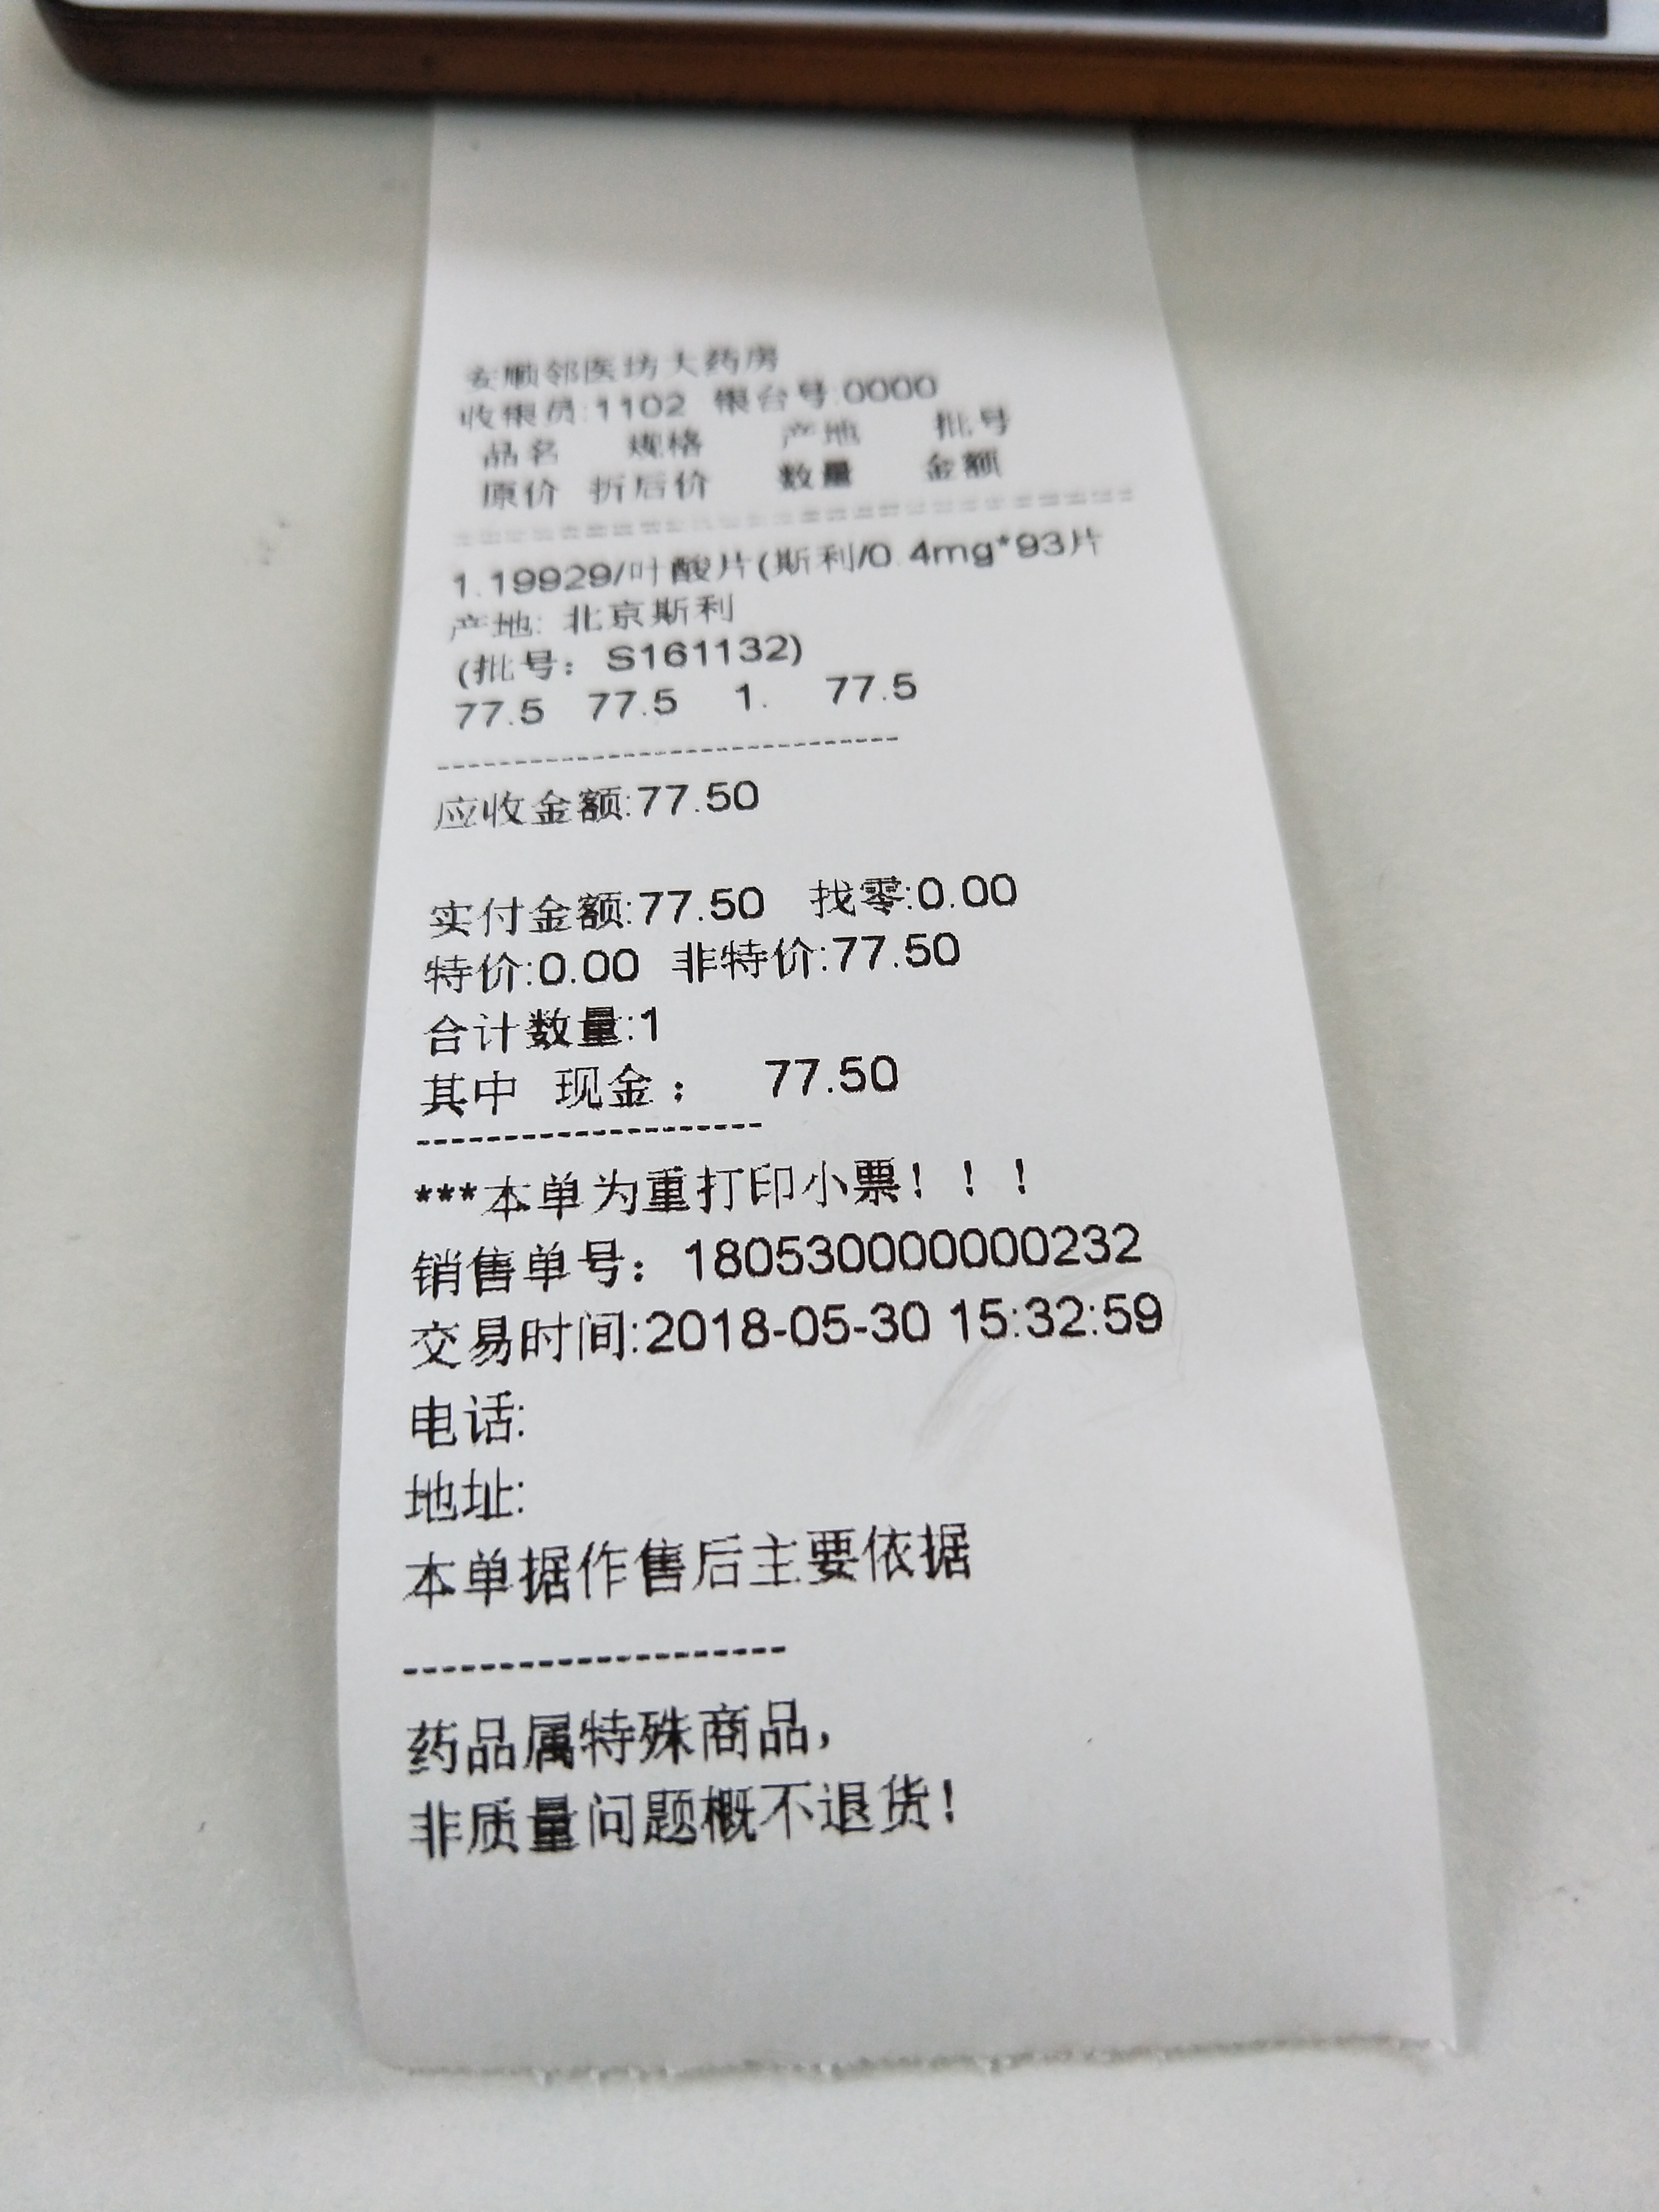 安顺邻医坊大药房
收银员:1102 银台号:0000
品名 规格 产地 批号
原价 折后价 数量 金额
1.19929/叶酸片(斯利/0.4mg*93片
产地: 北京斯利
(批号: S161132)
77.5 77.5 1. 77.5
应收金额:77.50
实付金额:77.50 找零:0.00
特价:0.00 非特价:77.50
合计数量:1
其中 现金： 77.50
***本单为重打印小票！！！
销售单号：180530000000232
交易时间:2018-05-30 15:32:59
电话:
地址:
本单据作售后主要依据
药品属特殊商品，
非质量问题概不退货！